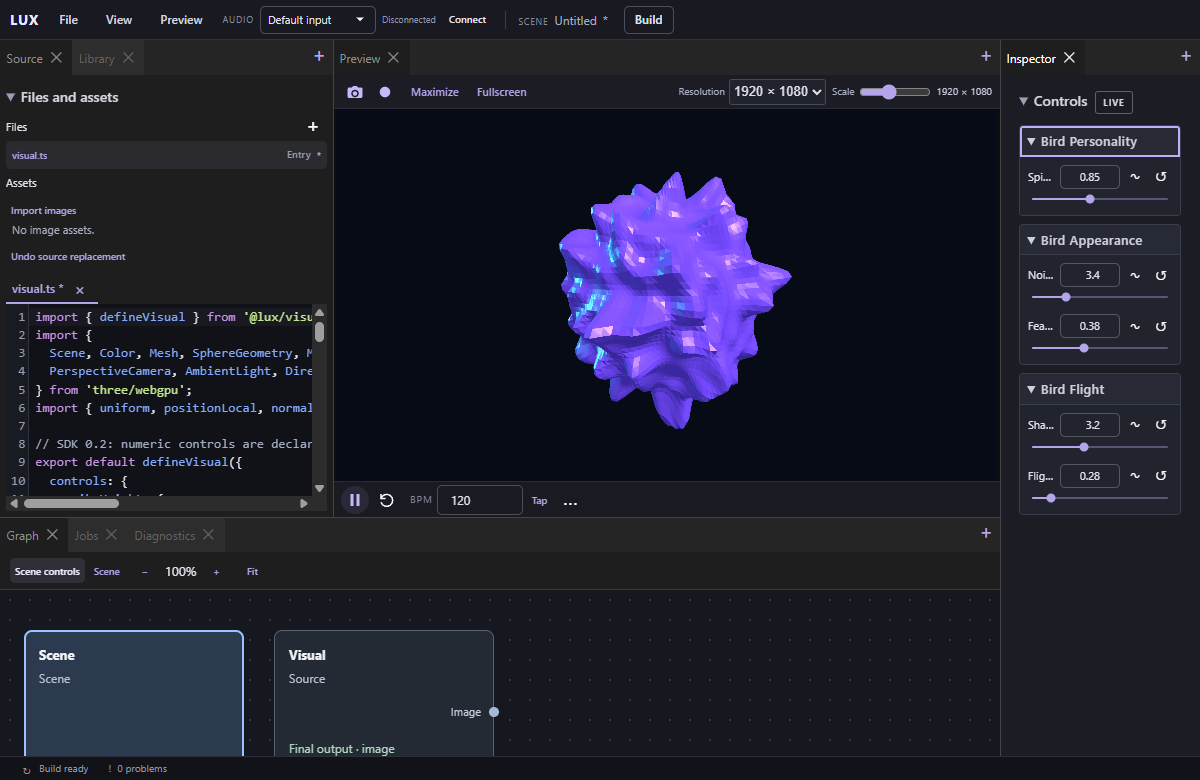 LUX File View Preview AUDIO Default input Disconnected Connect SCENE Untitled * Build
Source Library +
Files and assets
Files +
visual.ts Entry *
Assets
Import images
No image assets.
Undo source replacement
visual.ts *
1 import { defineVisual } from '@lux/visu
2 import {
3 Scene, Color, Mesh, SphereGeometry, M
4 PerspectiveCamera, AmbientLight, Dire
5 } from 'three/webgpu';
6 import { uniform, positionLocal, normal
7
8 // SDK 0.2: numeric controls are declar
9 export default defineVisual({
10 controls: {
Preview +
Maximize Fullscreen Resolution 1920 × 1080 Scale 1920 × 1080
BPM 120 Tap ...
Inspector +
Controls LIVE
Bird Personality
Spi... 0.85
Bird Appearance
Noi... 3.4
Fea... 0.38
Bird Flight
Sha... 3.2
Flig... 0.28
Graph Jobs Diagnostics +
Scene controls Scene − 100% + Fit
Scene
Scene
Visual
Source
Image
Final output · image
Build ready ! 0 problems